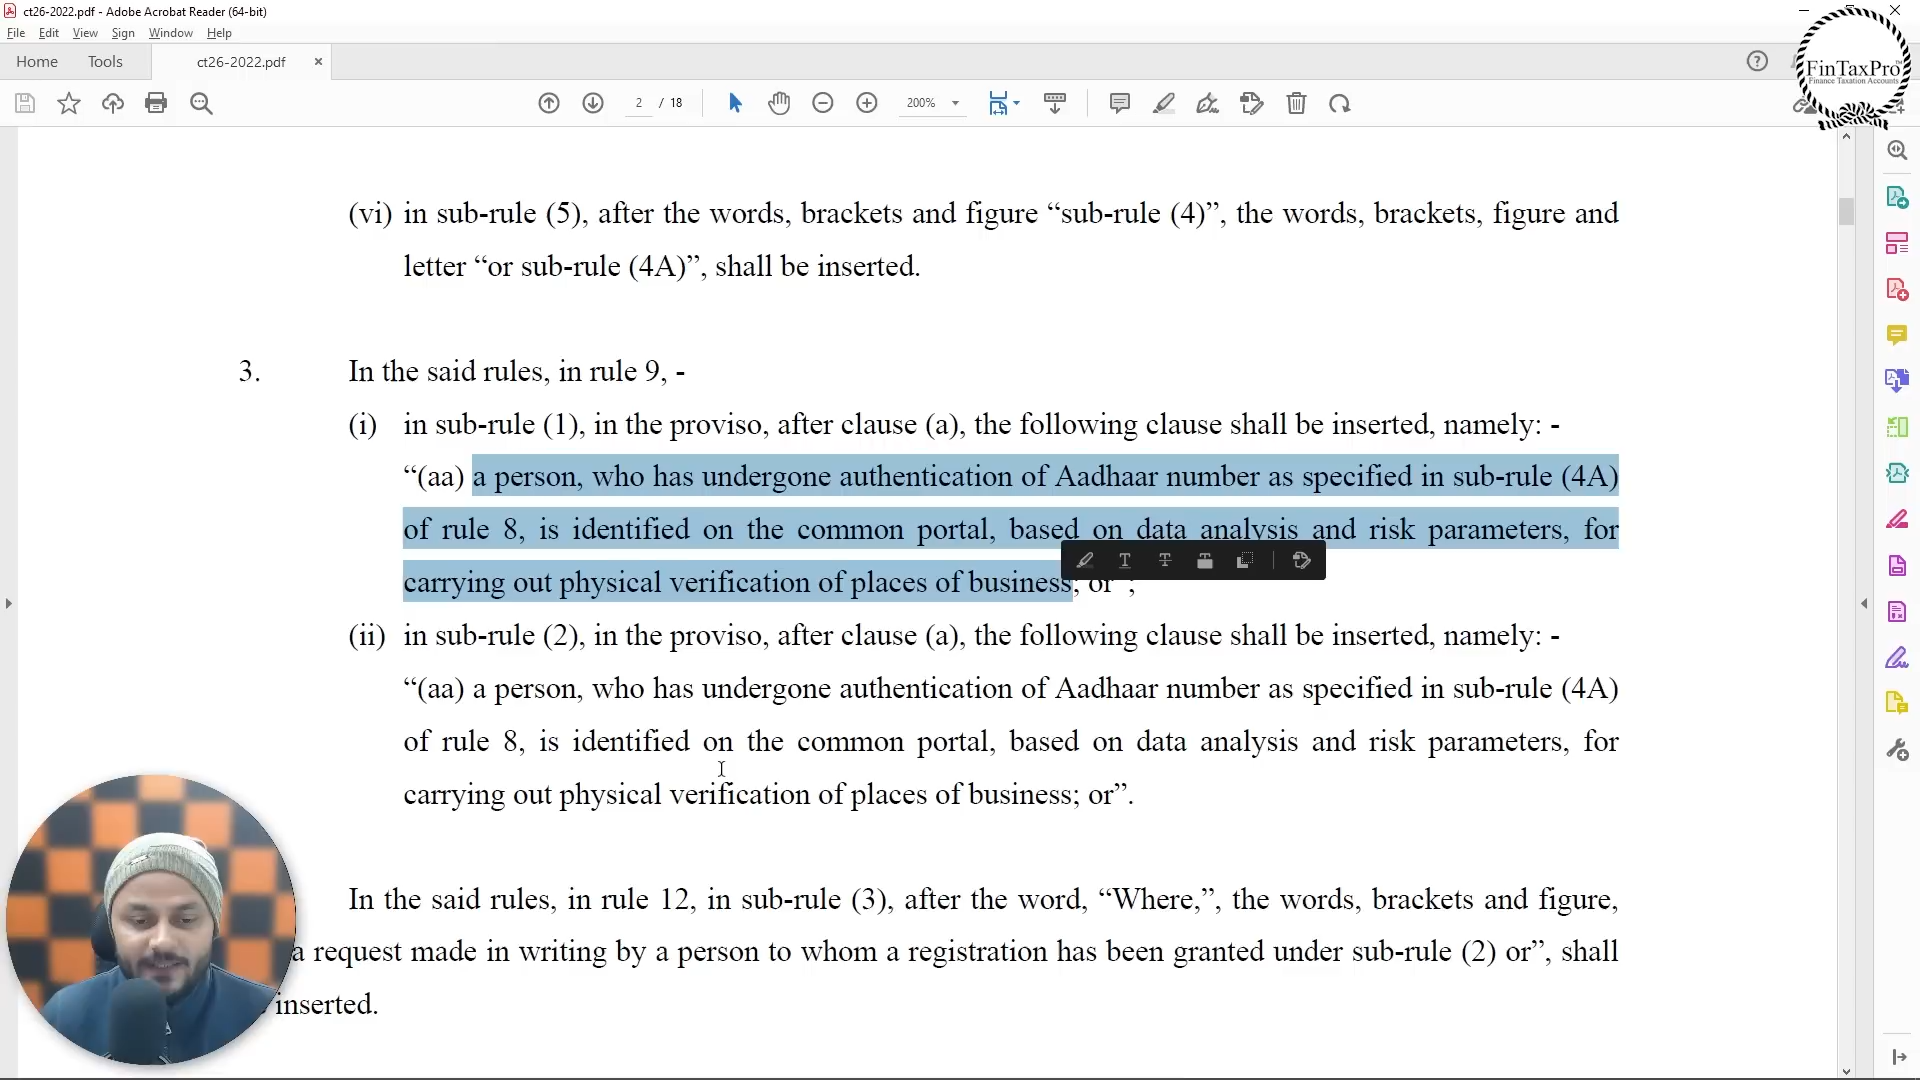 ct26-2022.pdf - Adobe Acrobat Reader (64-bit)
File Edit View Sign Window Help
Home Tools ct26-2022.pdf
2 / 18 200%
FinTaxPro
Finance Taxation Accounts
(vi) in sub-rule (5), after the words, brackets and figure “sub-rule (4)”, the words, brackets, figure and
letter “or sub-rule (4A)”, shall be inserted.
3. In the said rules, in rule 9, -
(i) in sub-rule (1), in the proviso, after clause (a), the following clause shall be inserted, namely: -
“(aa) a person, who has undergone authentication of Aadhaar number as specified in sub-rule (4A)
of rule 8, is identified on the common portal, based on data analysis and risk parameters, for
carrying out physical verification of places of business; or”;
(ii) in sub-rule (2), in the proviso, after clause (a), the following clause shall be inserted, namely: -
“(aa) a person, who has undergone authentication of Aadhaar number as specified in sub-rule (4A)
of rule 8, is identified on the common portal, based on data analysis and risk parameters, for
carrying out physical verification of places of business; or”.
In the said rules, in rule 12, in sub-rule (3), after the word, “Where,”, the words, brackets and figure,
a request made in writing by a person to whom a registration has been granted under sub-rule (2) or”, shall
inserted.